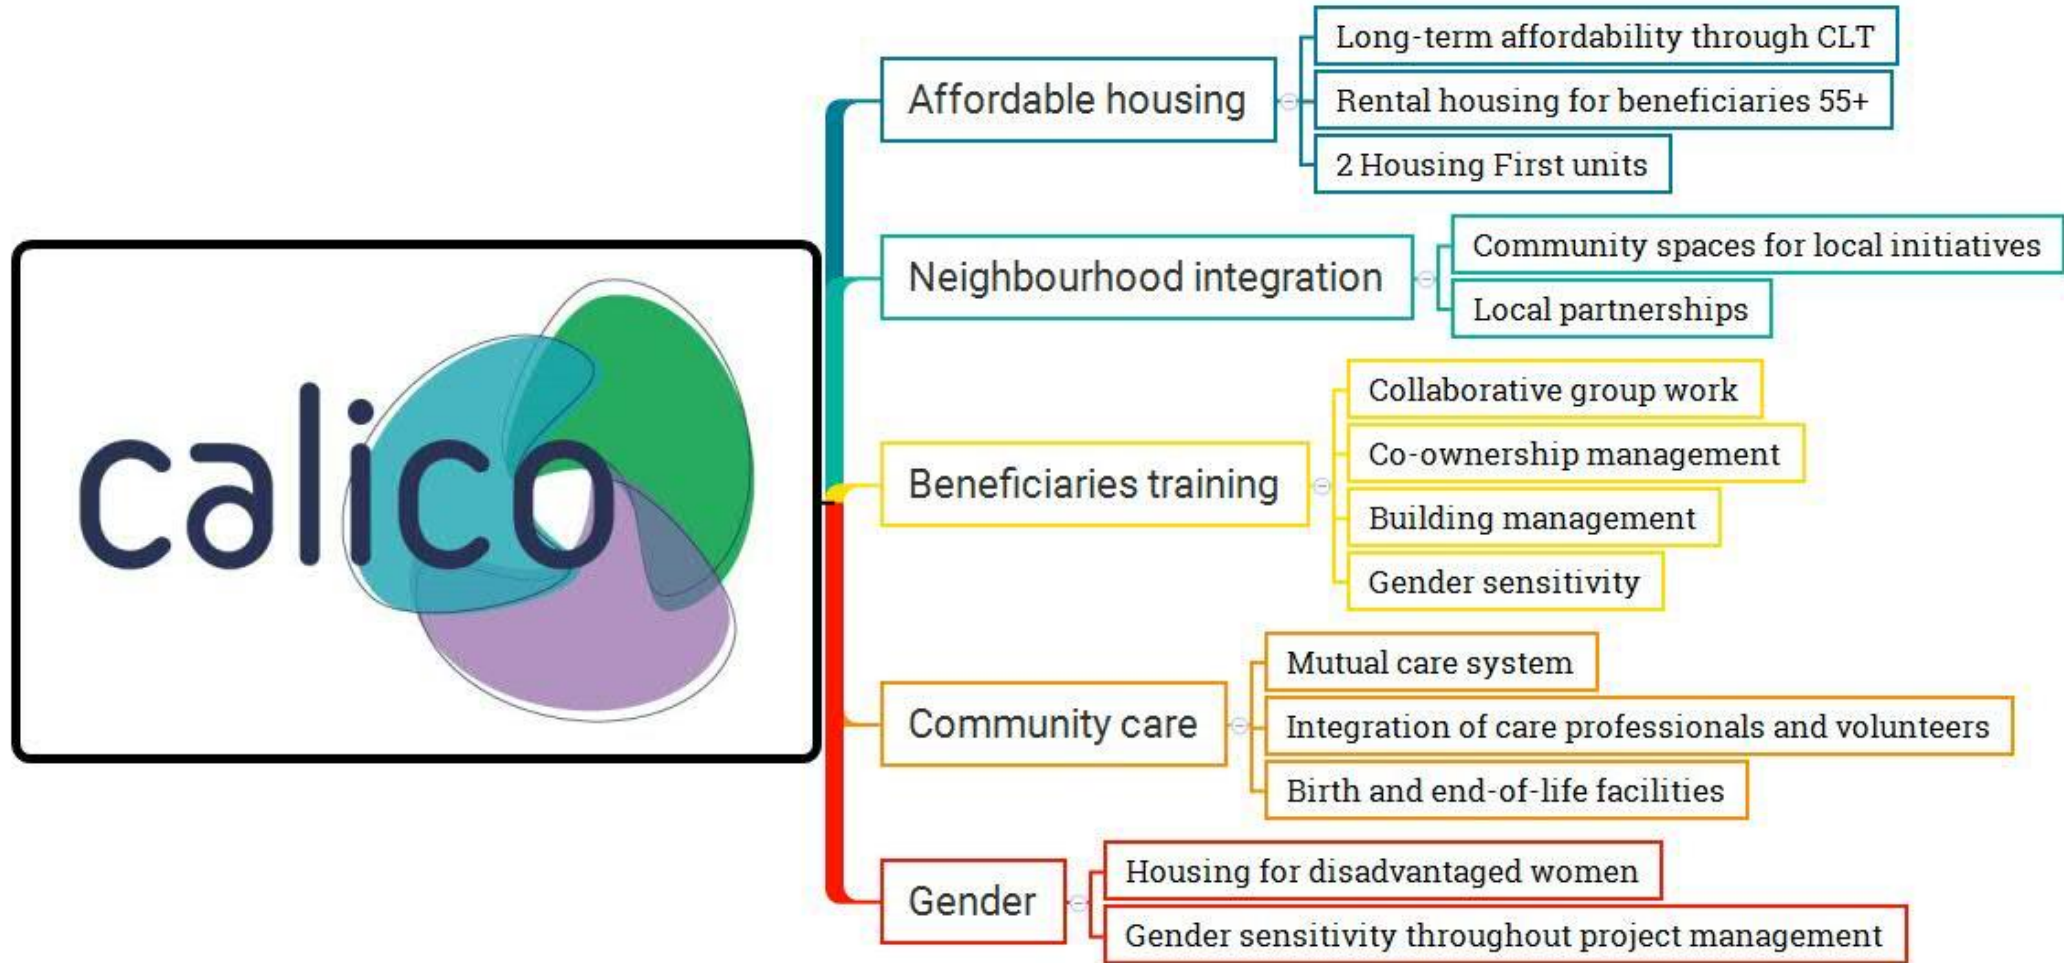 calico
Affordable housing
Long-term affordability through CLT
Rental housing for beneficiaries 55+
2 Housing First units
Neighbourhood integration
Community spaces for local initiatives
Local partnerships
Beneficiaries training
Collaborative group work
Co-ownership management
Building management
Gender sensitivity
Community care
Mutual care system
Integration of care professionals and volunteers
Birth and end-of-life facilities
Gender
Housing for disadvantaged women
Gender sensitivity throughout project management